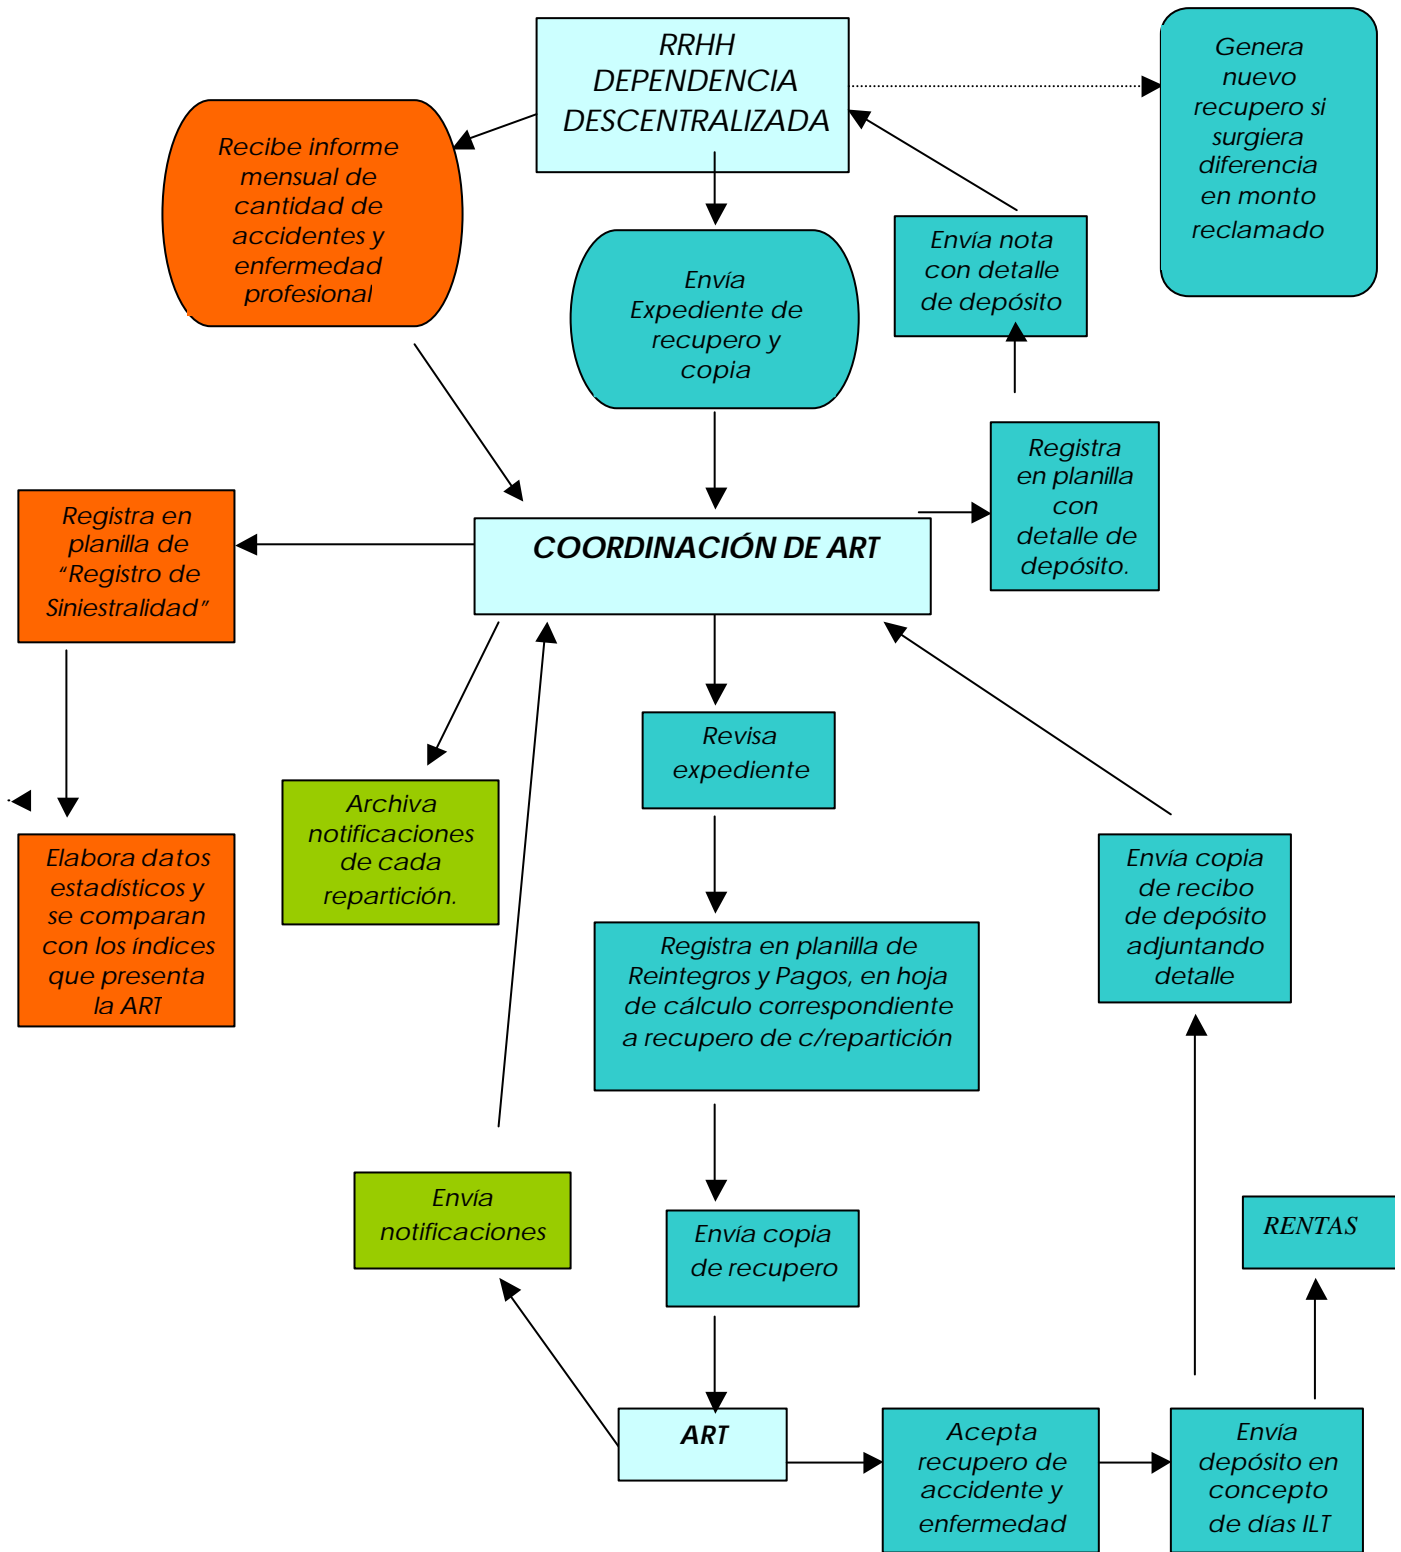 RRHH
DEPENDENCIA
DESCENTRALIZADA
Genera
nuevo
recupero si
surgiera
diferencia
en monto
reclamado
Recibe informe
mensual de
cantidad de
accidentes y
enfermedad
profesional
Envía
Expediente de
recupero y
copia
Envía nota
con detalle
de depósito
Registra
en planilla
con
detalle de
depósito.
Registra en
planilla de
“Registro de
Siniestralidad”
COORDINACIÓN DE ART
Revisa
expediente
Archiva
notificaciones
de cada
repartición.
Elabora datos
estadísticos y
se comparan
con los índices
que presenta
la ART
Envía copia
de recibo
de depósito
adjuntando
detalle
Registra en planilla de
Reintegros y Pagos, en hoja
de cálculo correspondiente
a recupero de c/repartición
Envía
notificaciones
Envía copia
de recupero
RENTAS
ART
Acepta
recupero de
accidente y
enfermedad
Envía
depósito en
concepto
de días ILT